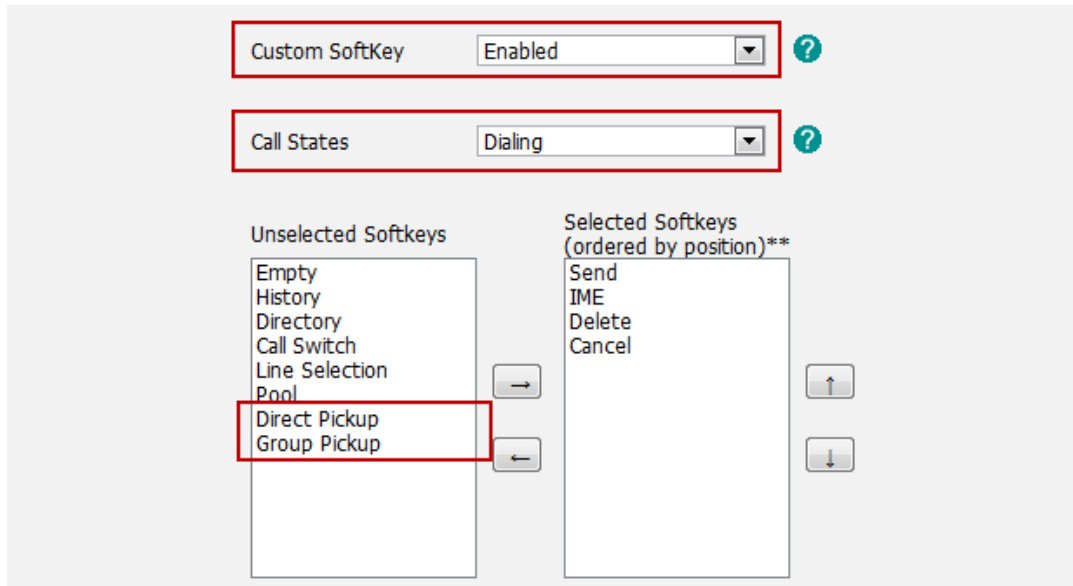 Custom SoftKey Enabled ?
Call States Dialing ?
Unselected Softkeys
Empty
History
Directory
Call Switch
Line Selection
Pool
Direct Pickup
Group Pickup
→
←
Selected Softkeys
(ordered by position)**
Send
IME
Delete
Cancel
↑
↓